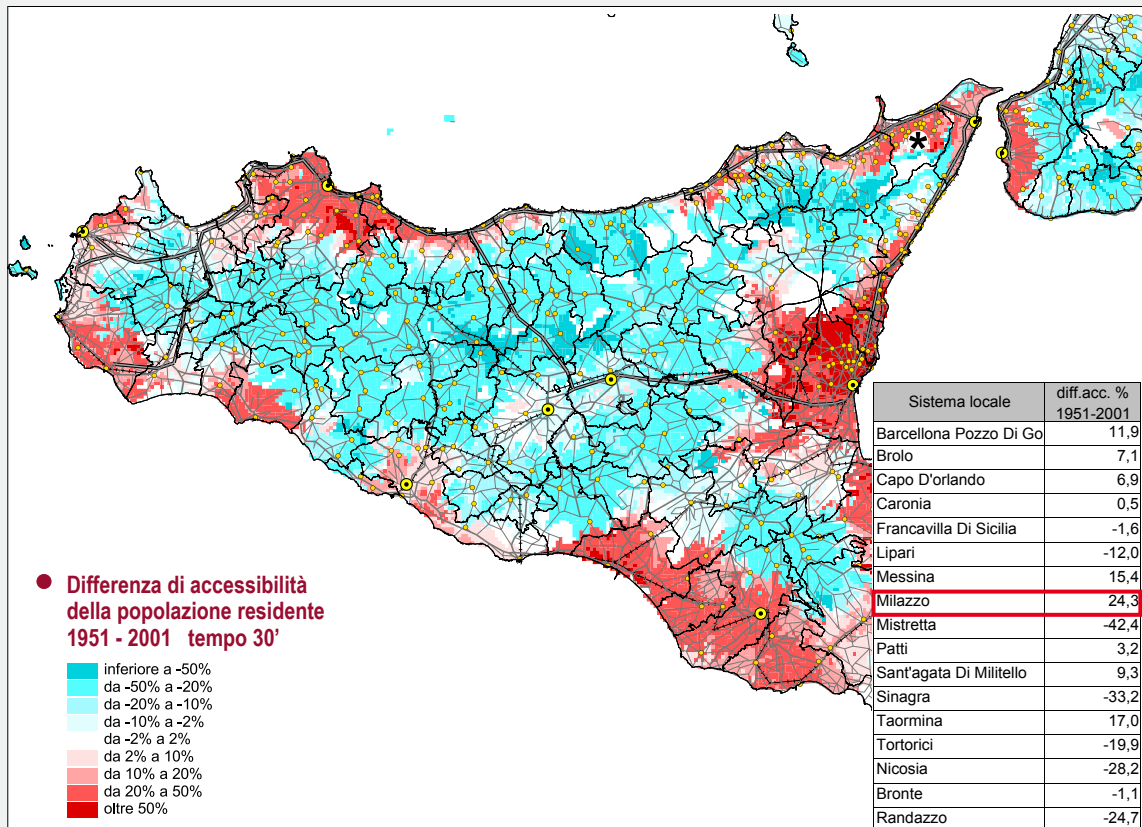 Sistema locale diff.acc. % 1951-2001
Barcellona Pozzo Di Go 11,9
Brolo 7,1
Capo D'orlando 6,9
Caronia 0,5
Francavilla Di Sicilia -1,6
Lipari -12,0
Messina 15,4
Milazzo 24,3
Mistretta -42,4
Patti 3,2
Sant'agata Di Militello 9,3
Sinagra -33,2
Taormina 17,0
Tortorici -19,9
Nicosia -28,2
Bronte -1,1
Randazzo -24,7
Differenza di accessibilità
della popolazione residente
1951 - 2001 tempo 30'
inferiore a -50%
da -50% a -20%
da -20% a -10%
da -10% a -2%
da -2% a 2%
da 2% a 10%
da 10% a 20%
da 20% a 50%
oltre 50%
*